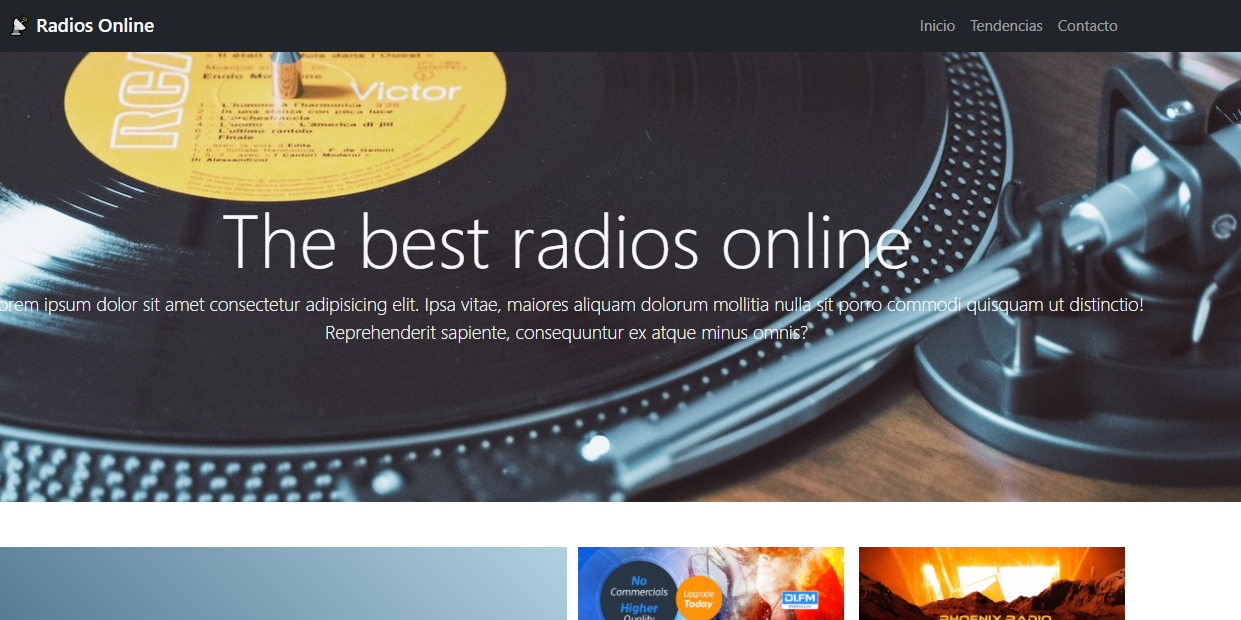 Radios Online
Inicio Tendencias Contacto
RCA
Victor
Ennio
1 - L'homme à l'harmonica 3:25
2 - In una stanza con poca luce
3 - L'orchestraccia
4 - L'uomo 5 - L'america di jill
6 - L'ultimo rantolo
7 - Finale
The best radios online
orem ipsum dolor sit amet consectetur adipisicing elit. Ipsa vitae, maiores aliquam dolorum mollitia nulla sit porro commodi quisquam ut distinctio!
Reprehenderit sapiente, consequuntur ex atque minus omnis?
No
Commercials
Higher
Quality
Upgrade
Today
DI.FM
PREMIUM
PHOENIX RADIO